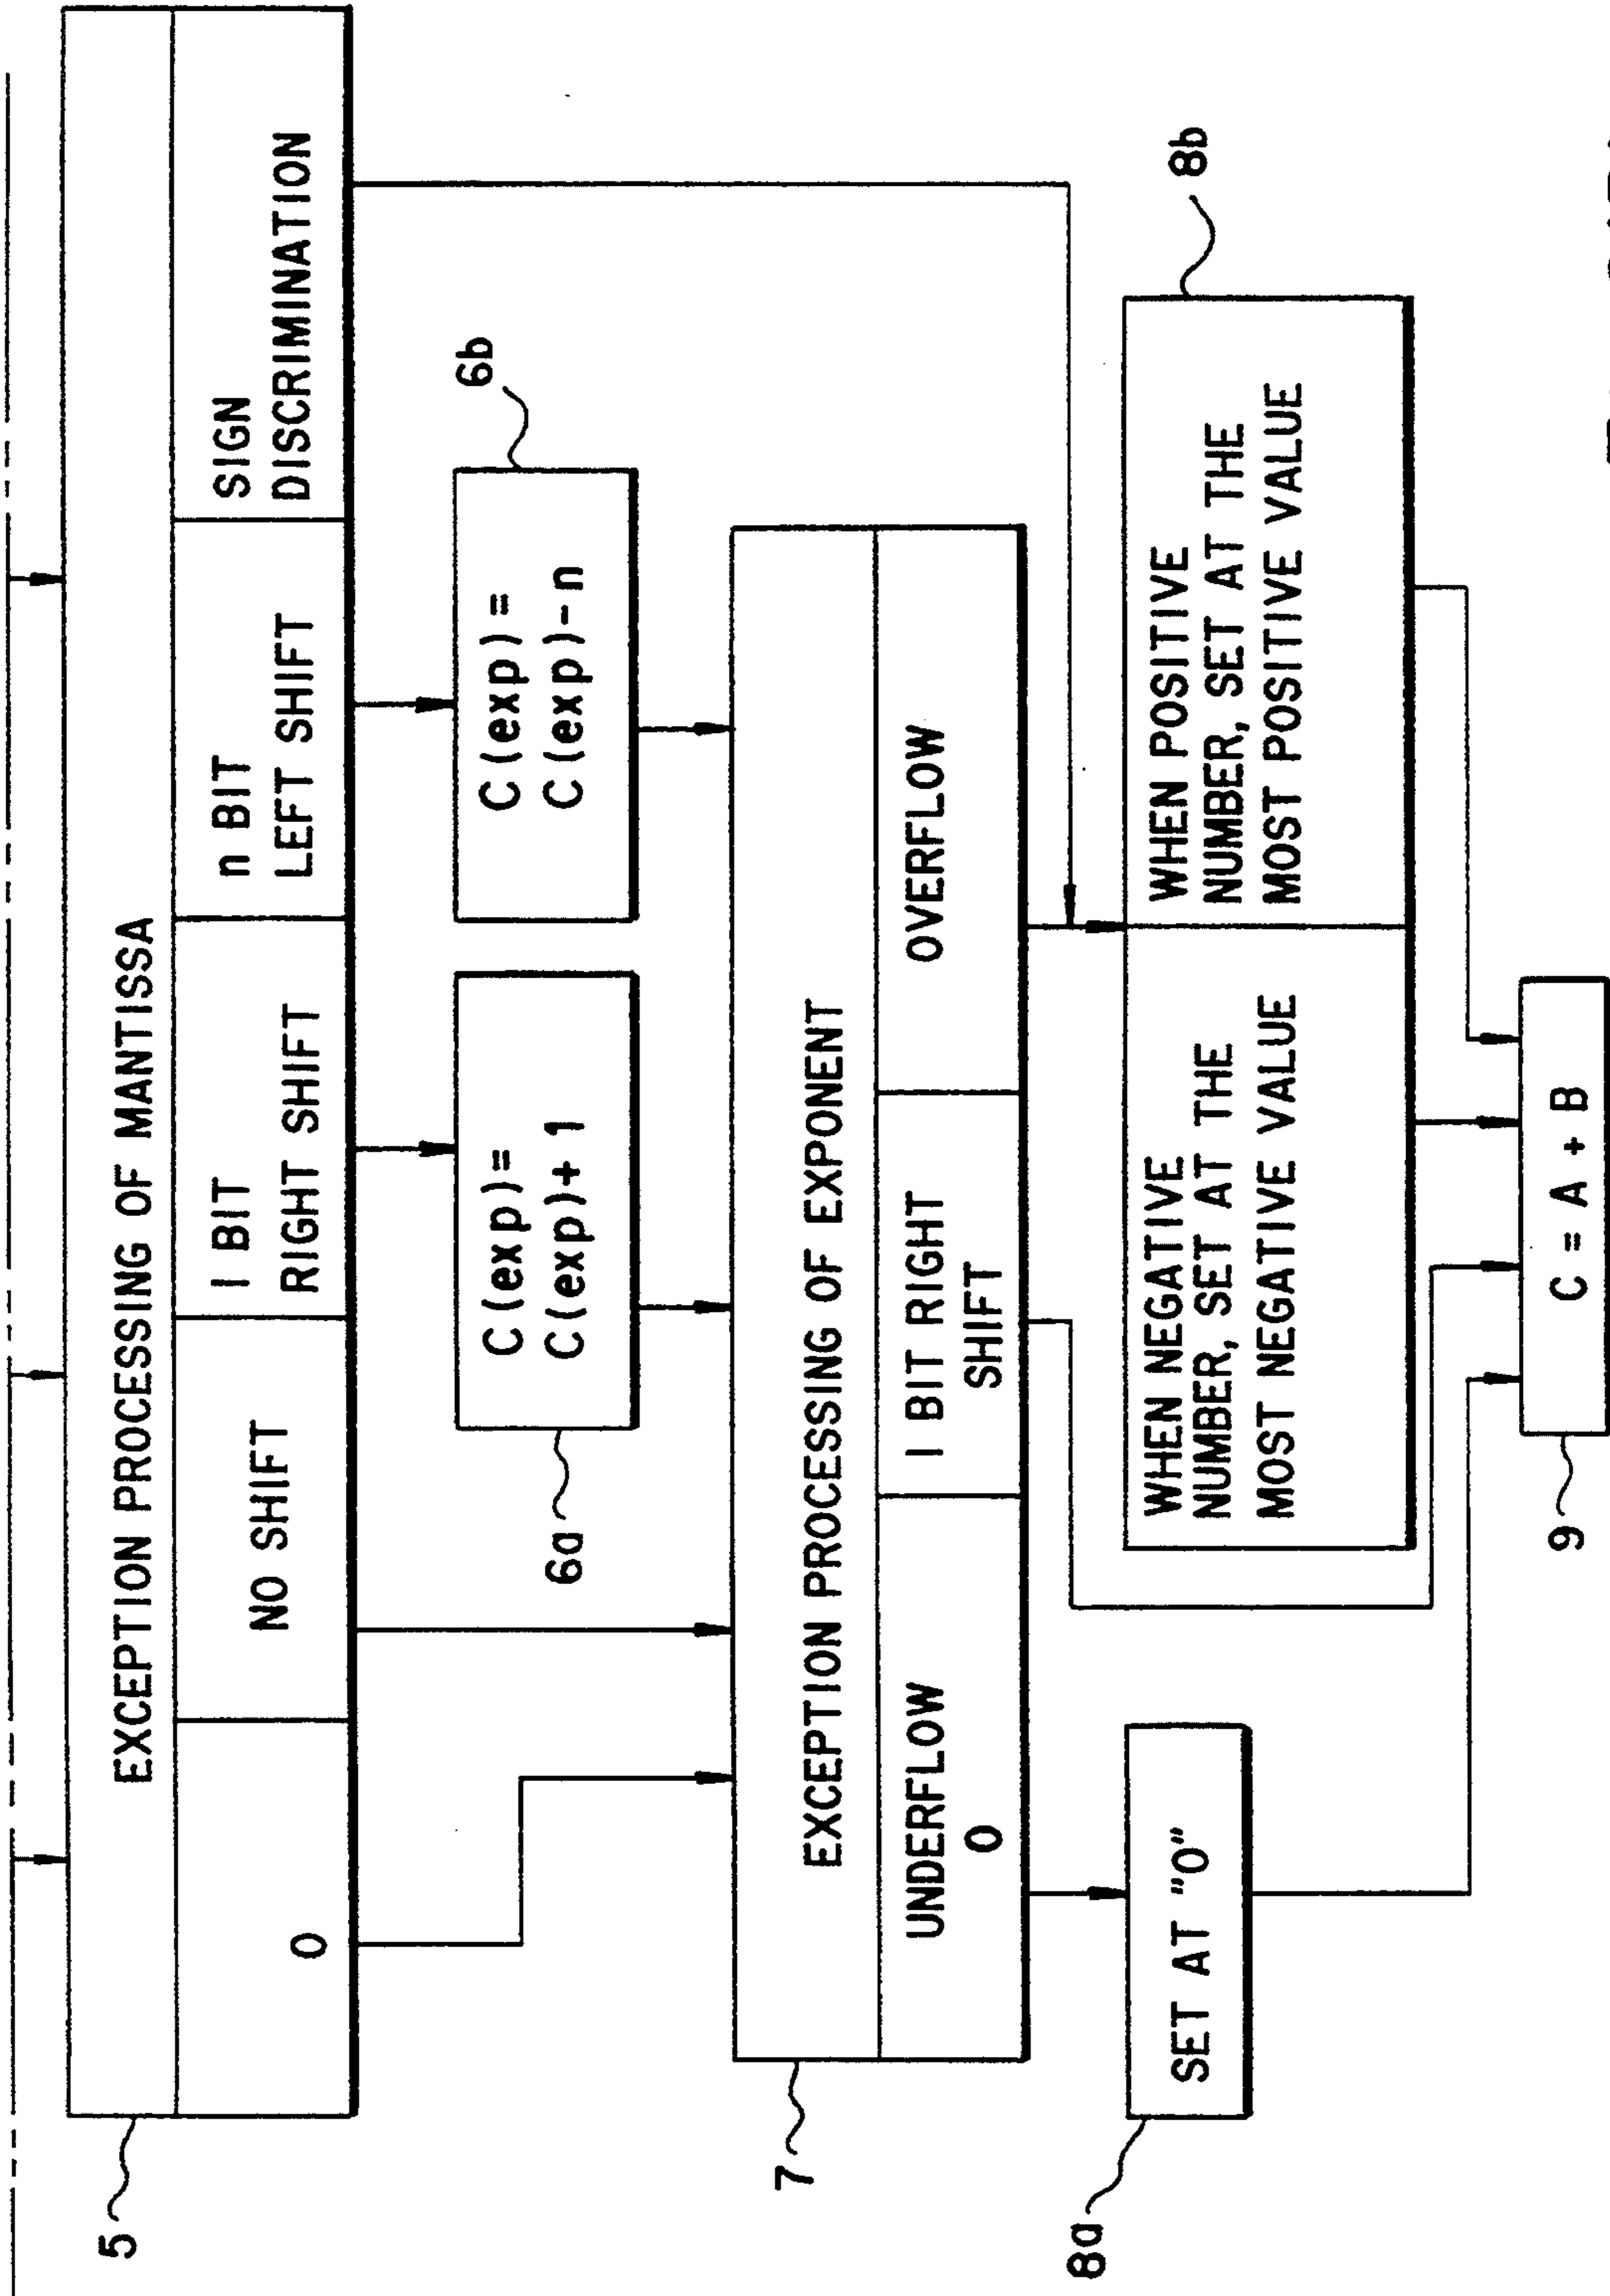 5
EXCEPTION PROCESSING OF MANTISSA
0
NO SHIFT
1 BIT
RIGHT SHIFT
n BIT
LEFT SHIFT
SIGN
DISCRIMINATION
6a
C(exp)=
C(exp)+1
6b
C(exp)=
C(exp)-n
7
EXCEPTION PROCESSING OF EXPONENT
UNDERFLOW
0
1 BIT RIGHT
SHIFT
OVERFLOW
8a
SET AT "0"
WHEN NEGATIVE
NUMBER, SET AT THE
MOST NEGATIVE VALUE
WHEN POSITIVE
NUMBER, SET AT THE
MOST POSITIVE VALUE
8b
9
C = A + B